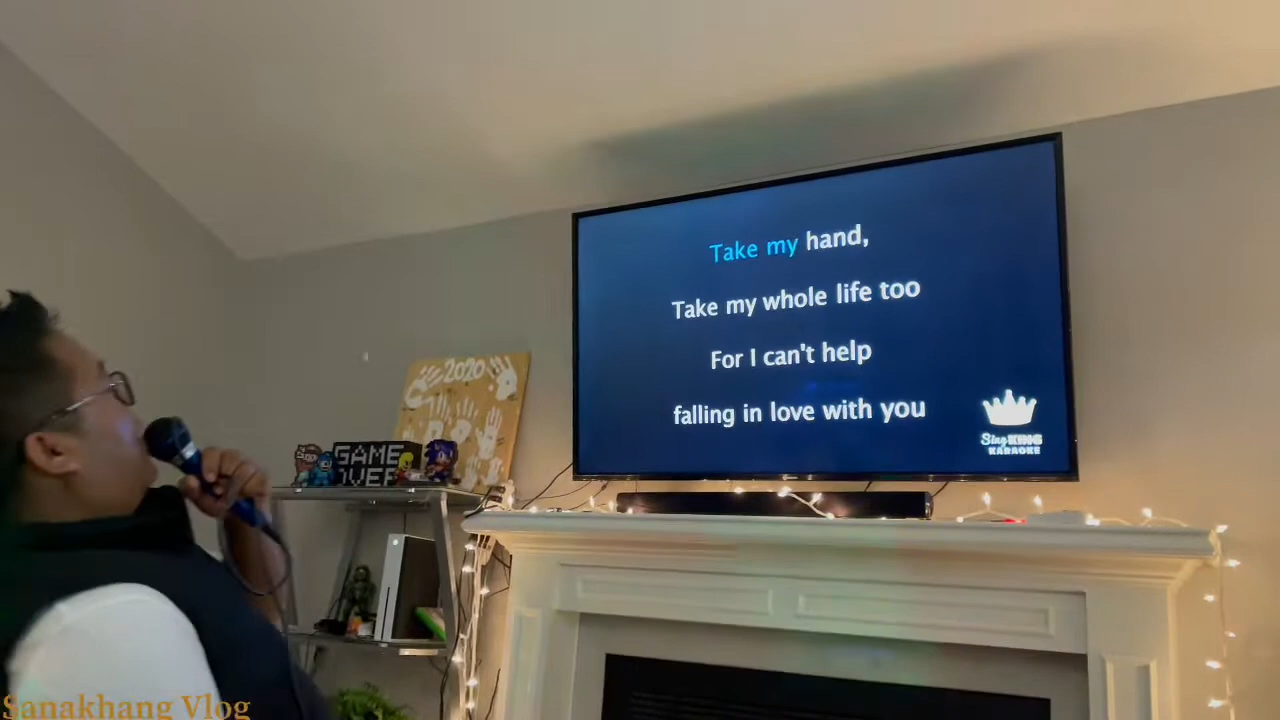 Take my hand,
Take my whole life too
For I can't help
falling in love with you
Sing KING
KARAOKE
2020
GAME
OVER
Sanakhang Vlog